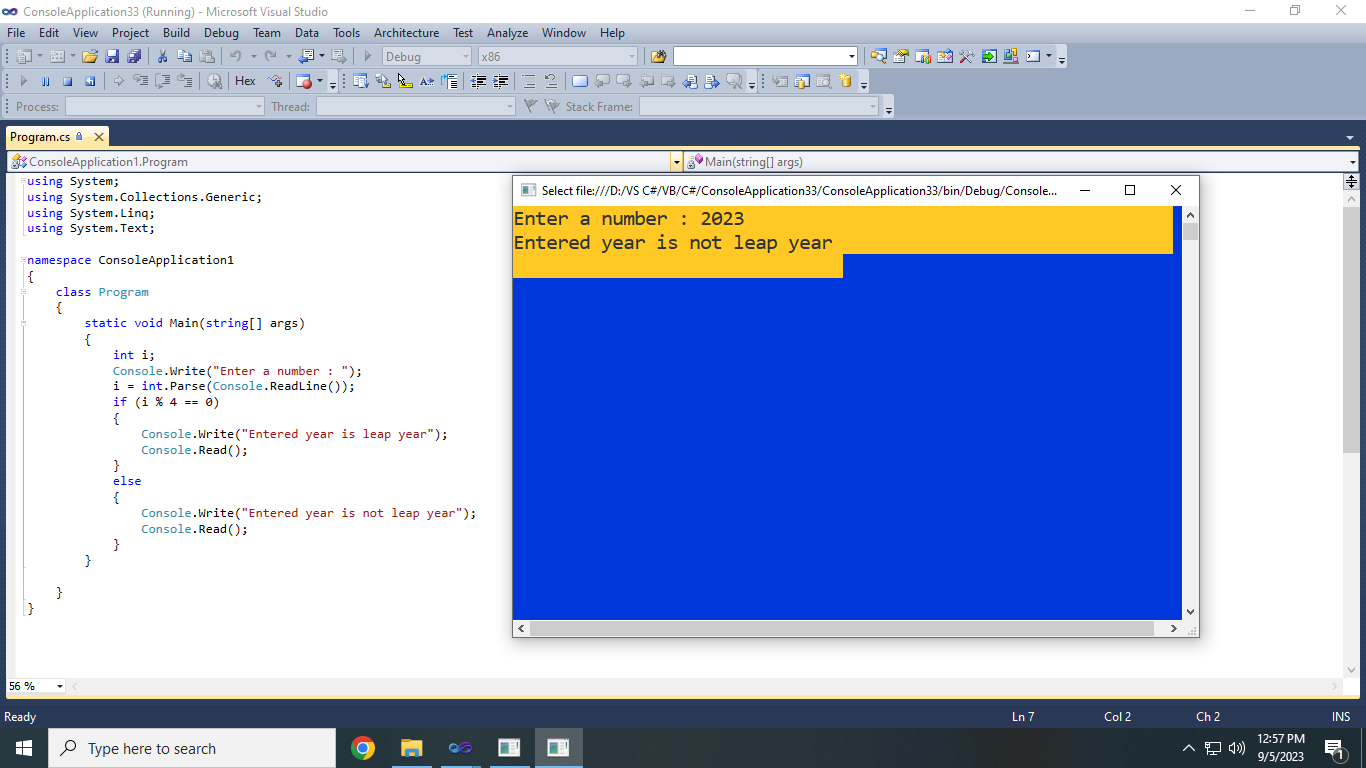 ConsoleApplication33 (Running) - Microsoft Visual Studio
File Edit View Project Build Debug Team Data Tools Architecture Test Analyze Window Help
Debug x86
Hex
Process: Thread: Stack Frame:
Program.cs
ConsoleApplication1.Program Main(string[] args)
using System;
using System.Collections.Generic;
using System.Linq;
using System.Text;
namespace ConsoleApplication1
{
class Program
{
static void Main(string[] args)
{
int i;
Console.Write("Enter a number : ");
i = int.Parse(Console.ReadLine());
if (i % 4 == 0)
{
Console.Write("Entered year is leap year");
Console.Read();
}
else
{
Console.Write("Entered year is not leap year");
Console.Read();
}
}
}
}
Select file:///D:/VS C#/VB/C#/ConsoleApplication33/ConsoleApplication33/bin/Debug/Console...
Enter a number : 2023
Entered year is not leap year
56 %
Ready Ln 7 Col 2 Ch 2 INS
Type here to search
12:57 PM
9/5/2023
1